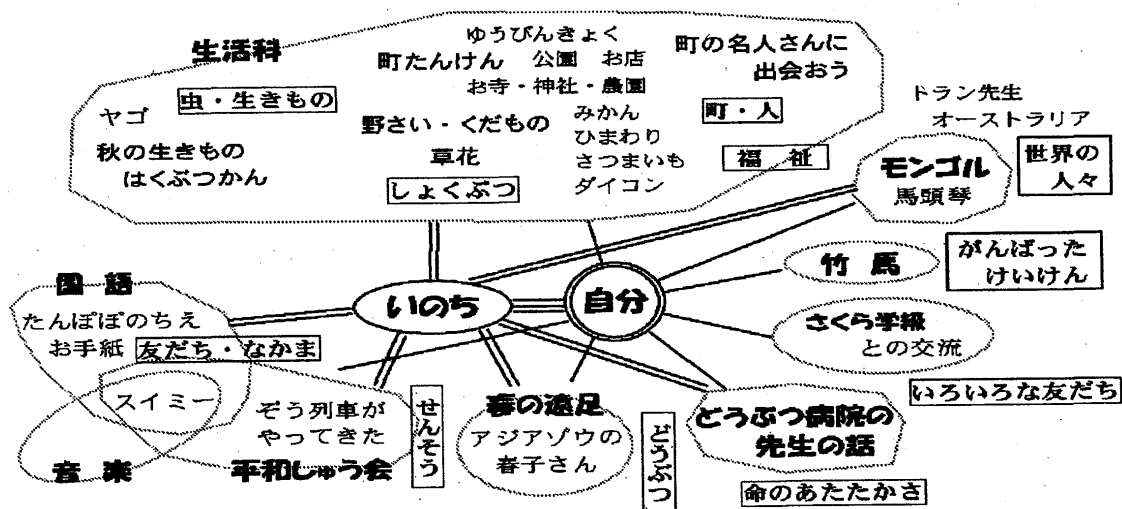 生活科
ゆうびんきょく
町たんけん　公園　お店
お寺・神社・農園
町の名人さんに
出会おう
虫・生きもの
ヤゴ
秋の生きもの
はくぶつかん
野さい・くだもの
草花
しょくぶつ
みかん
ひまわり
さつまいも
ダイコン
町・人
福　祉
トラン先生
オーストラリア
モンゴル
馬頭琴
世界の
人々
竹　馬
がんばった
けいけん
さくら学級
との交流
いろいろな友だち
いのち
自分
国　語
たんぽぽのちえ
お手紙
友だち・なかま
スイミー
音　楽
ぞう列車が
やってきた
平和しゅう会
せんそう
春の遠足
アジアゾウの
春子さん
どうぶつ
どうぶつ病院の
先生の話
命のあたたかさ